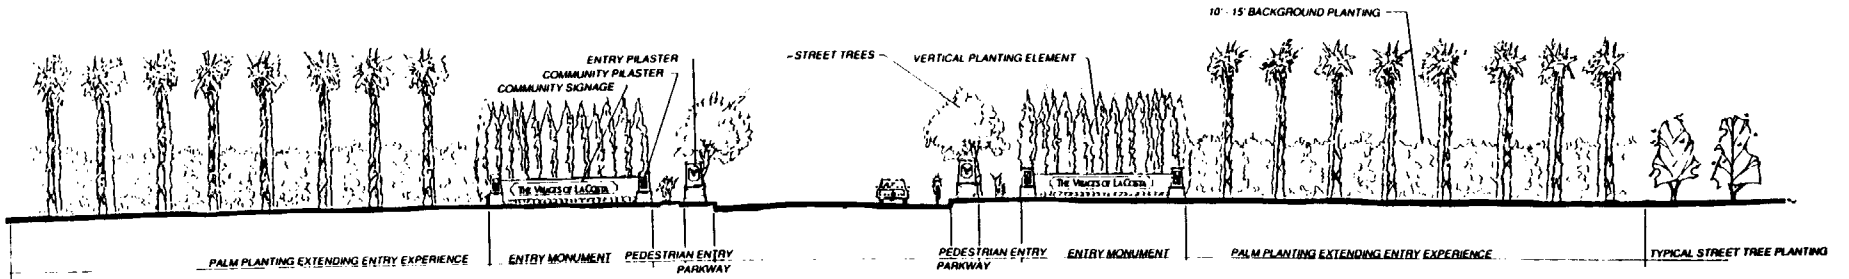 10' - 15' BACKGROUND PLANTING
ENTRY PILASTER
COMMUNITY PILASTER
COMMUNITY SIGNAGE
STREET TREES
VERTICAL PLANTING ELEMENT
THE VILLAGES OF LA COSTA
THE VILLAGES OF LA COSTA
PALM PLANTING EXTENDING ENTRY EXPERIENCE
ENTRY MONUMENT
PEDESTRIAN ENTRY
PARKWAY
PEDESTRIAN ENTRY
PARKWAY
ENTRY MONUMENT
PALM PLANTING EXTENDING ENTRY EXPERIENCE
TYPICAL STREET TREE PLANTING